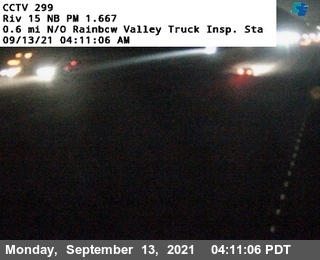 CCTV 299
Riv 15 NB PM 1.667
0.6 mi N/O Rainbcw Valley Truck Insp. Sta
09/13/21 04:11:06 AM
Monday, September 13, 2021 04:11:06 PDT